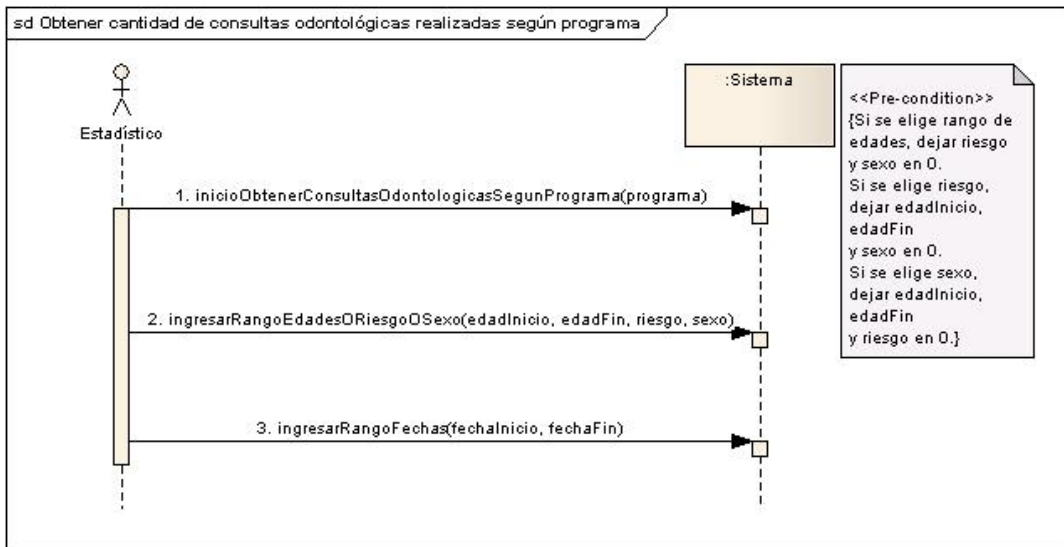 sd Obtener cantidad de consultas odontológicas realizadas según programa
Estadístico
:Sistema
<<Pre-condition>>
{Si se elige rango de
edades, dejar riesgo
y sexo en 0.
Si se elige riesgo,
dejar edadInicio,
edadFin
y sexo en 0.
Si se elige sexo,
dejar edadInicio,
edadFin
y riesgo en 0.}
1. inicioObtenerConsultasOdontologicasSegunPrograma(programa)
2. ingresarRangoEdadesORiesgoOSexo(edadInicio, edadFin, riesgo, sexo)
3. ingresarRangoFechas(fechaInicio, fechaFin)